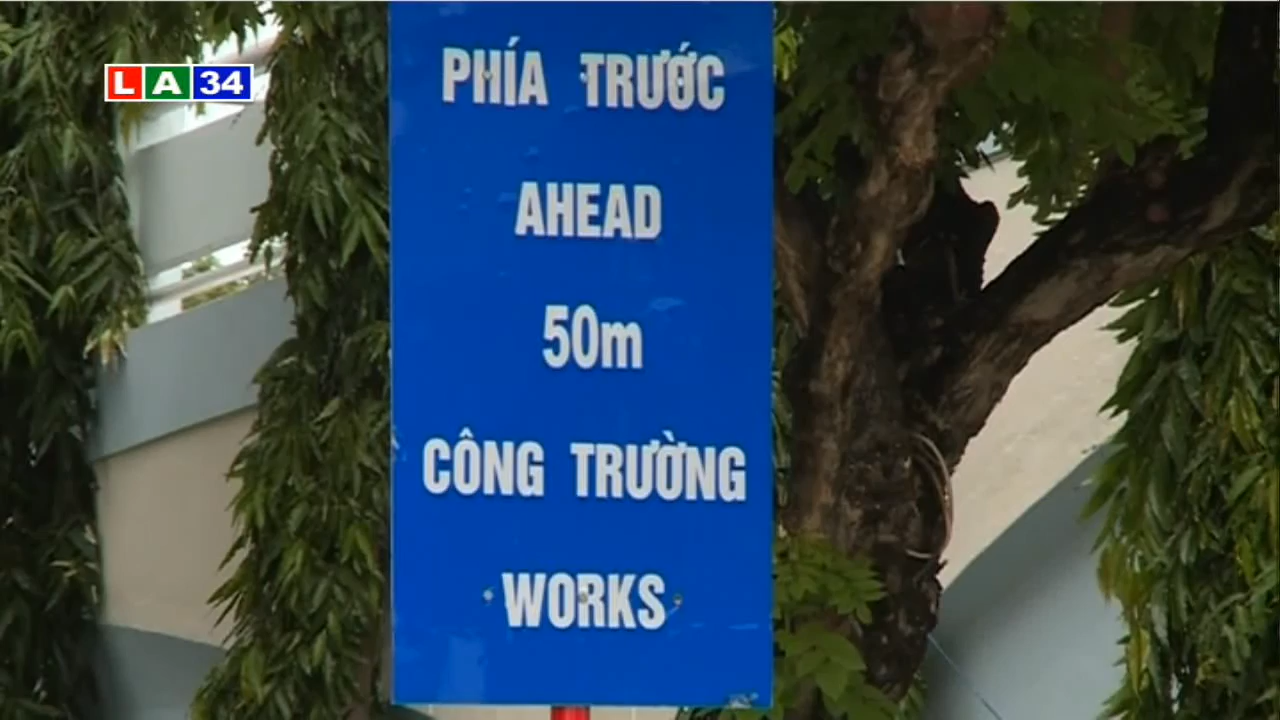 LA34
PHÍA TRƯỚC
AHEAD
50m
CÔNG TRƯỜNG
WORKS